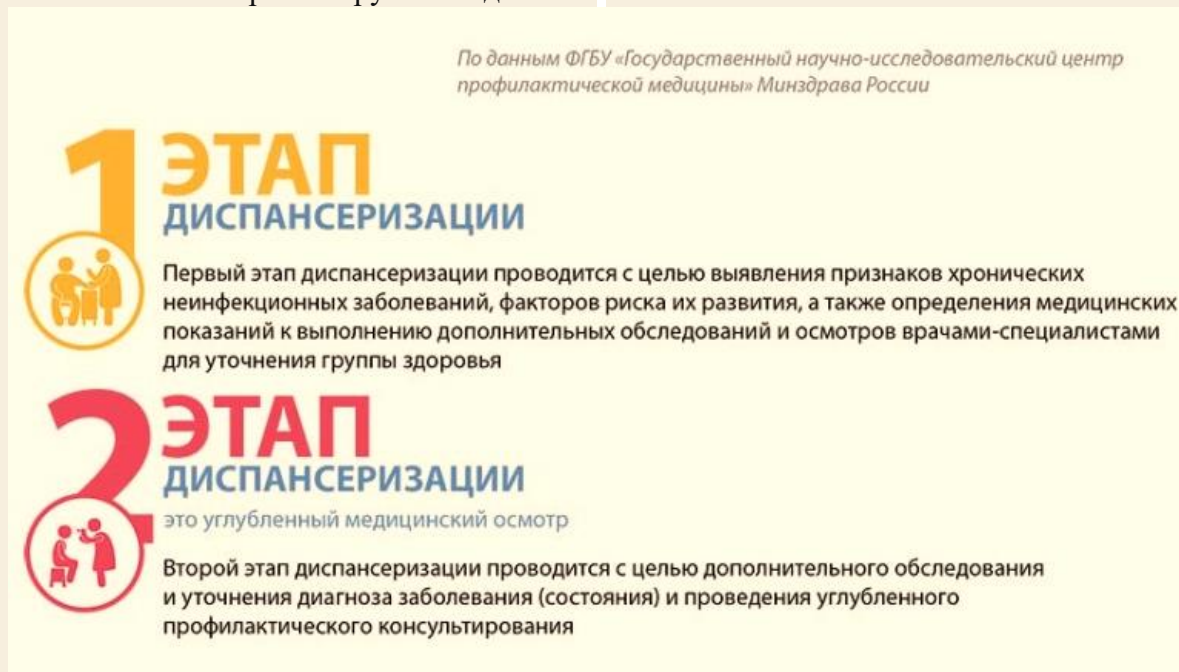 По данным ФГБУ «Государственный научно-исследовательский центр
профилактической медицины» Минздрава России
1 ЭТАП
ДИСПАНСЕРИЗАЦИИ
Первый этап диспансеризации проводится с целью выявления признаков хронических
неинфекционных заболеваний, факторов риска их развития, а также определения медицинских
показаний к выполнению дополнительных обследований и осмотров врачами-специалистами
для уточнения группы здоровья
2 ЭТАП
ДИСПАНСЕРИЗАЦИИ
это углубленный медицинский осмотр
Второй этап диспансеризации проводится с целью дополнительного обследования
и уточнения диагноза заболевания (состояния) и проведения углубленного
профилактического консультирования